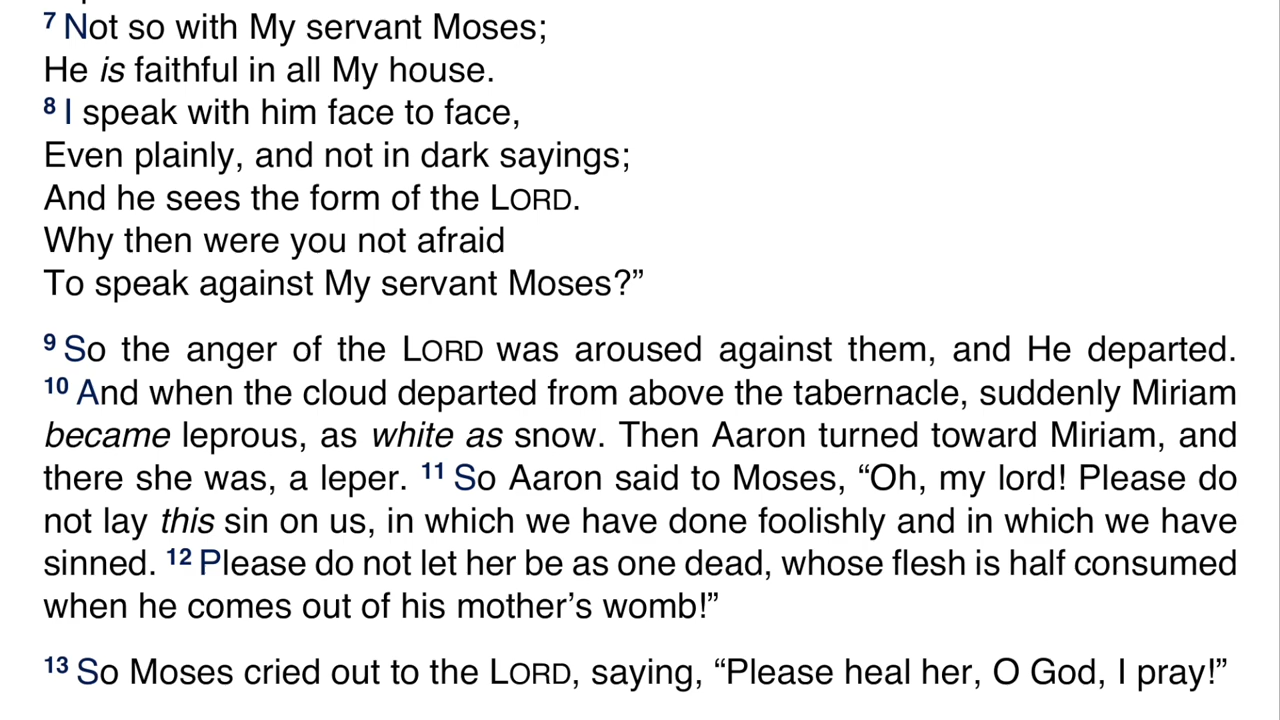 7 Not so with My servant Moses;
He is faithful in all My house.
8 I speak with him face to face,
Even plainly, and not in dark sayings;
And he sees the form of the LORD.
Why then were you not afraid
To speak against My servant Moses?”
9 So the anger of the LORD was aroused against them, and He departed.
10 And when the cloud departed from above the tabernacle, suddenly Miriam
became leprous, as white as snow. Then Aaron turned toward Miriam, and
there she was, a leper. 11 So Aaron said to Moses, “Oh, my lord! Please do
not lay this sin on us, in which we have done foolishly and in which we have
sinned. 12 Please do not let her be as one dead, whose flesh is half consumed
when he comes out of his mother’s womb!”
13 So Moses cried out to the LORD, saying, “Please heal her, O God, I pray!”